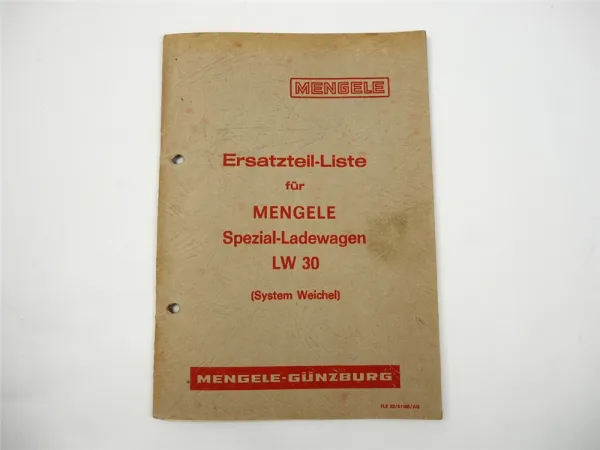 MENGELE
Ersatzteil-Liste
für
MENGELE
Spezial-Ladewagen
LW 30
(System Weichel)
MENGELE-GÜNZBURG